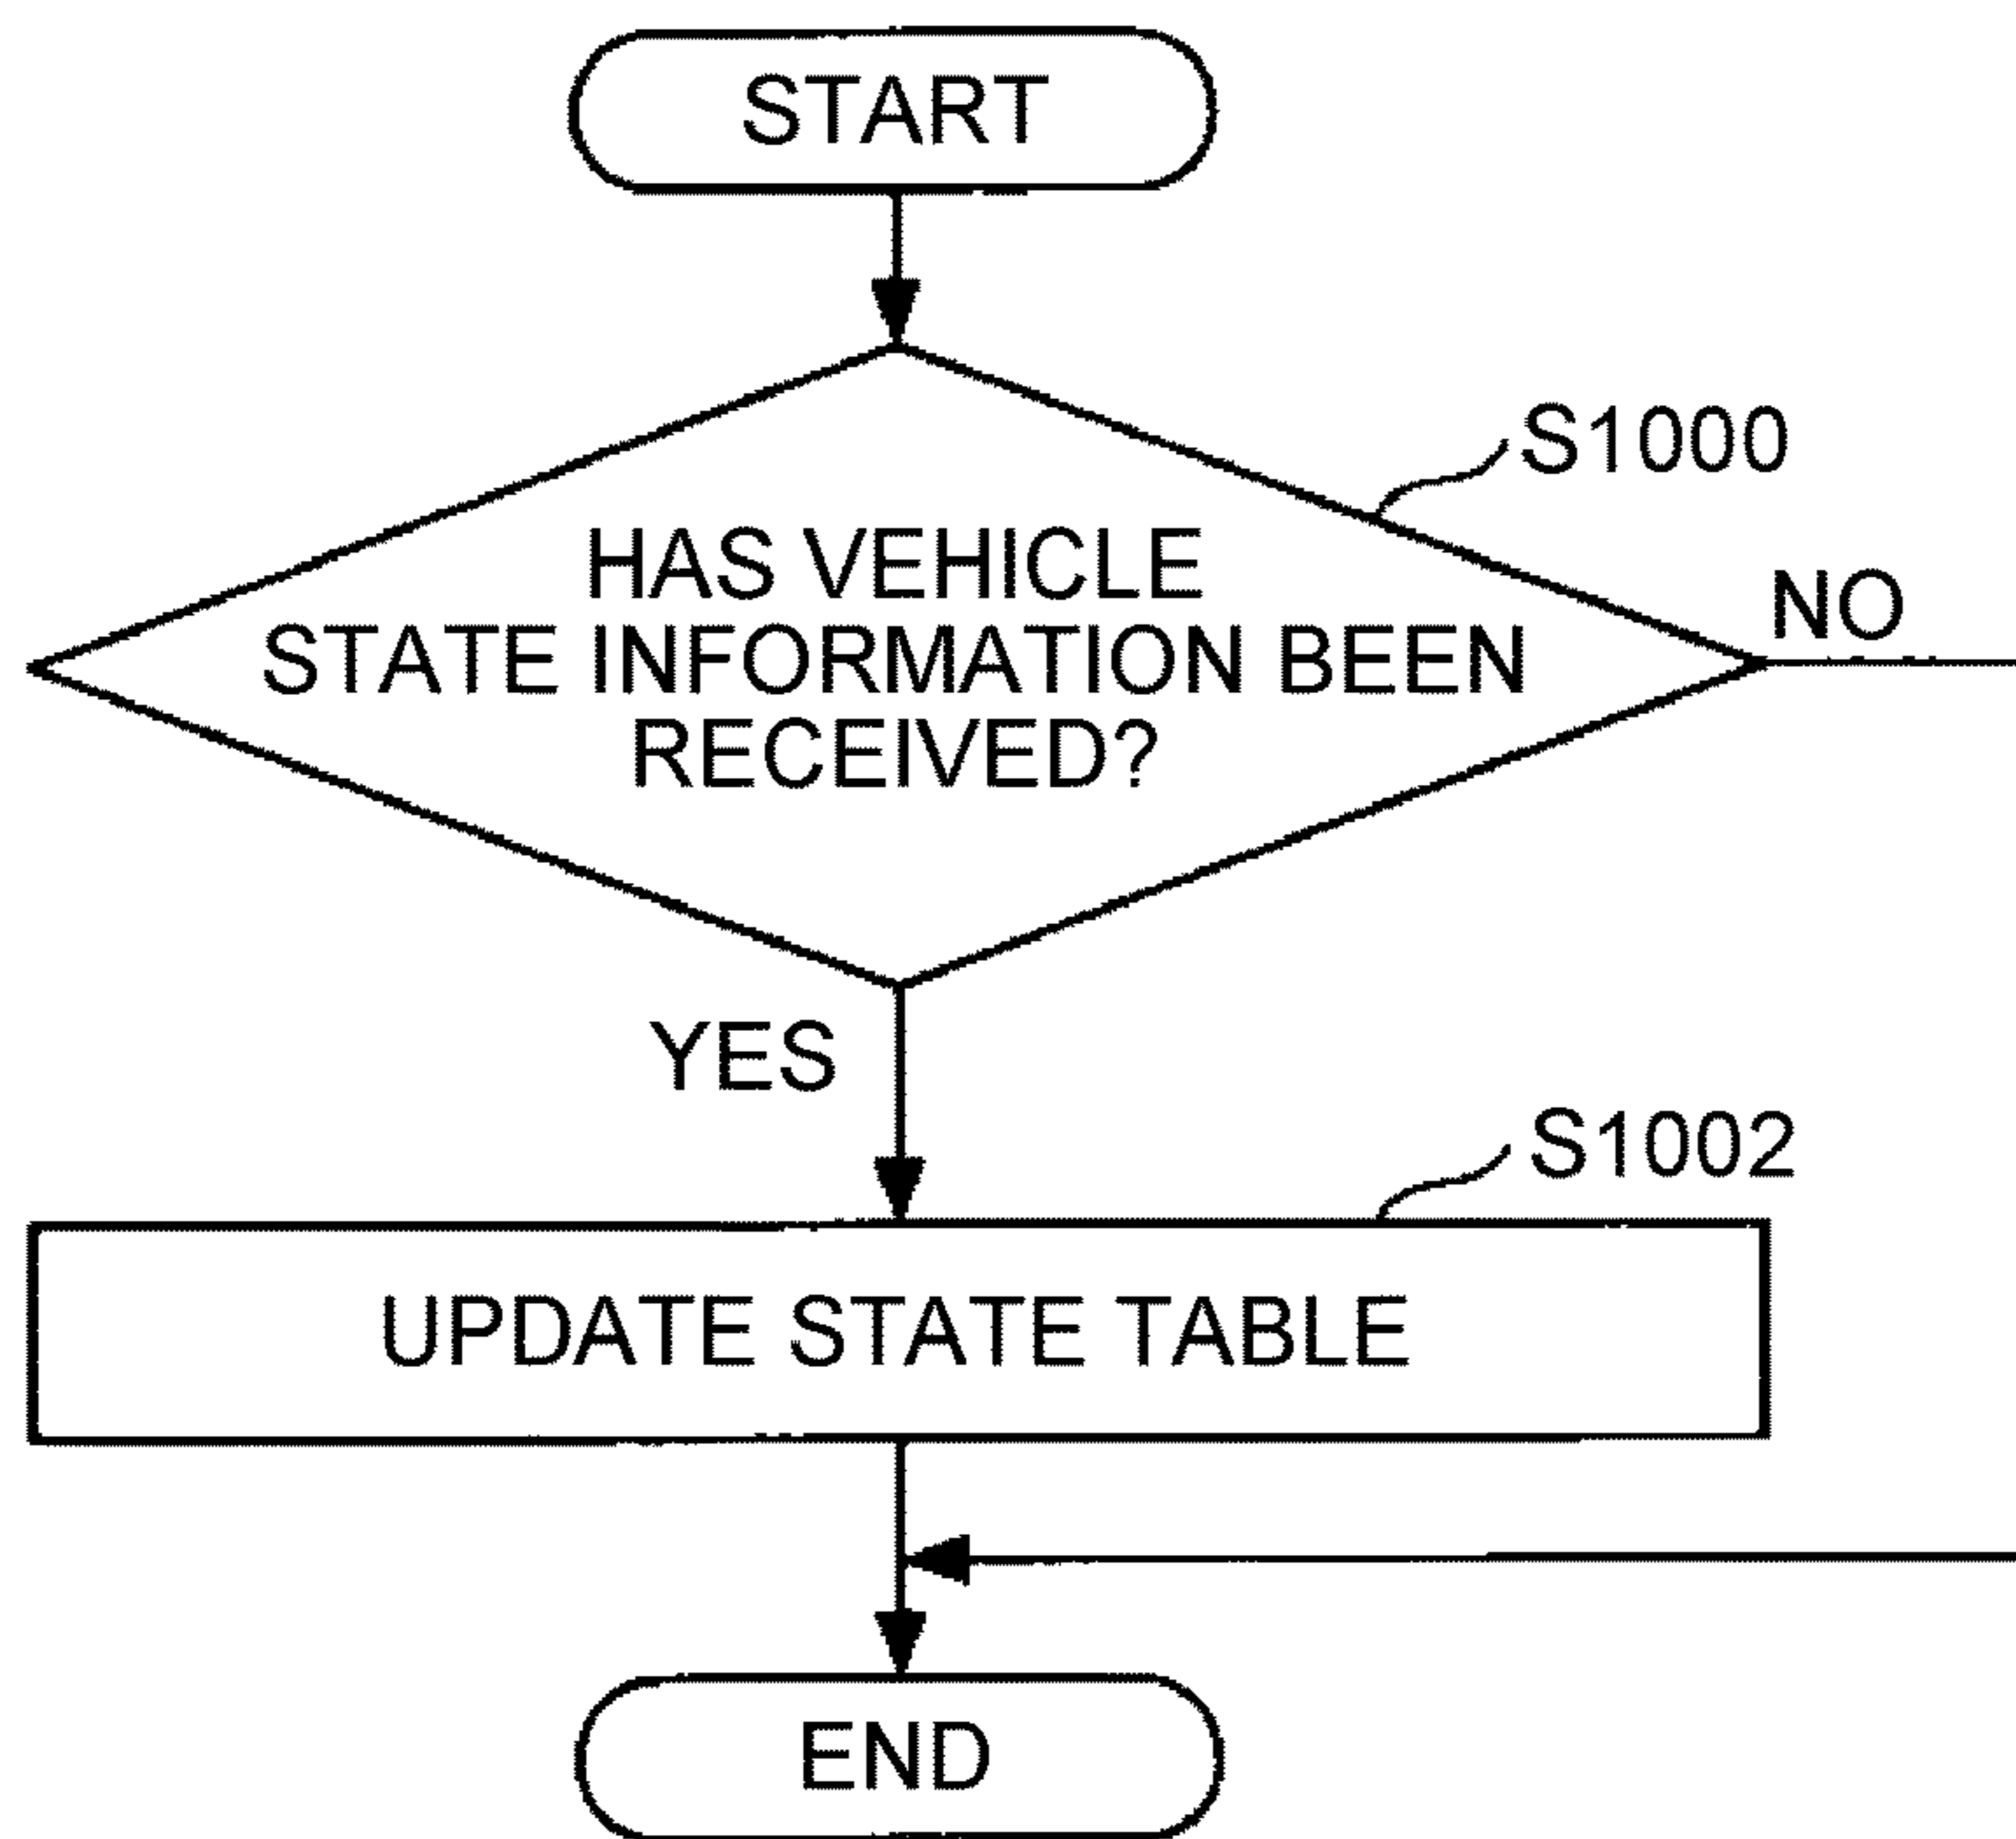 START
S1000
HAS VEHICLE
STATE INFORMATION BEEN
RECEIVED?
NO
YES
S1002
UPDATE STATE TABLE
END